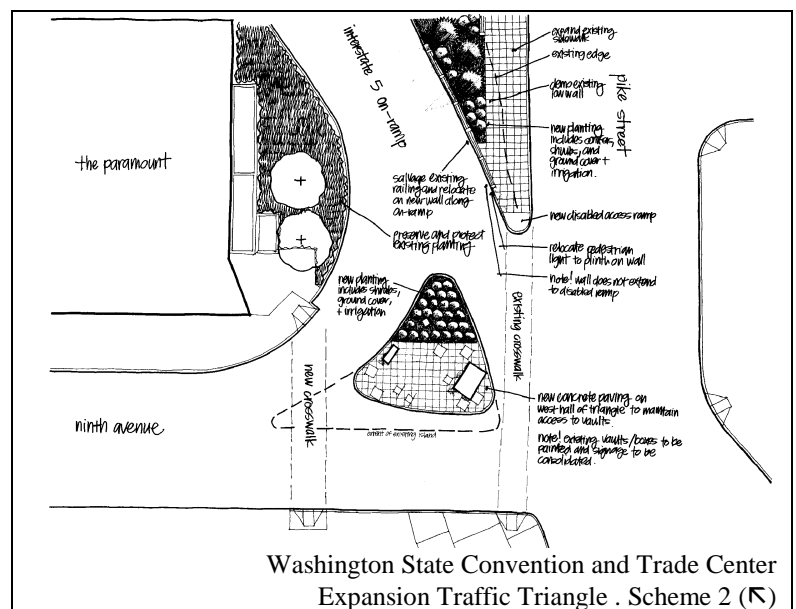 interstate 5 on-ramp
expand existing
sidewalk
existing edge
demo existing
low wall
pike street
new planting
includes conifers,
shrubs, and
ground cover +
irrigation.
the paramount
salvage existing
railing and relocate
on new wall along
on-ramp
preserve and protect
existing planting
new disabled access ramp
relocate pedestrian
light to plinth on wall
note! wall does not extend
to disabled ramp
new planting
includes shrubs,
ground cover,
+ irrigation
existing crosswalk
new crosswalk
new concrete paving on
west half of triangle to maintain
access to vaults.
note! existing vaults/boxes to be
painted and signage to be
consolidated.
ninth avenue
extent of existing island
Washington State Convention and Trade Center
Expansion Traffic Triangle . Scheme 2 (↖)